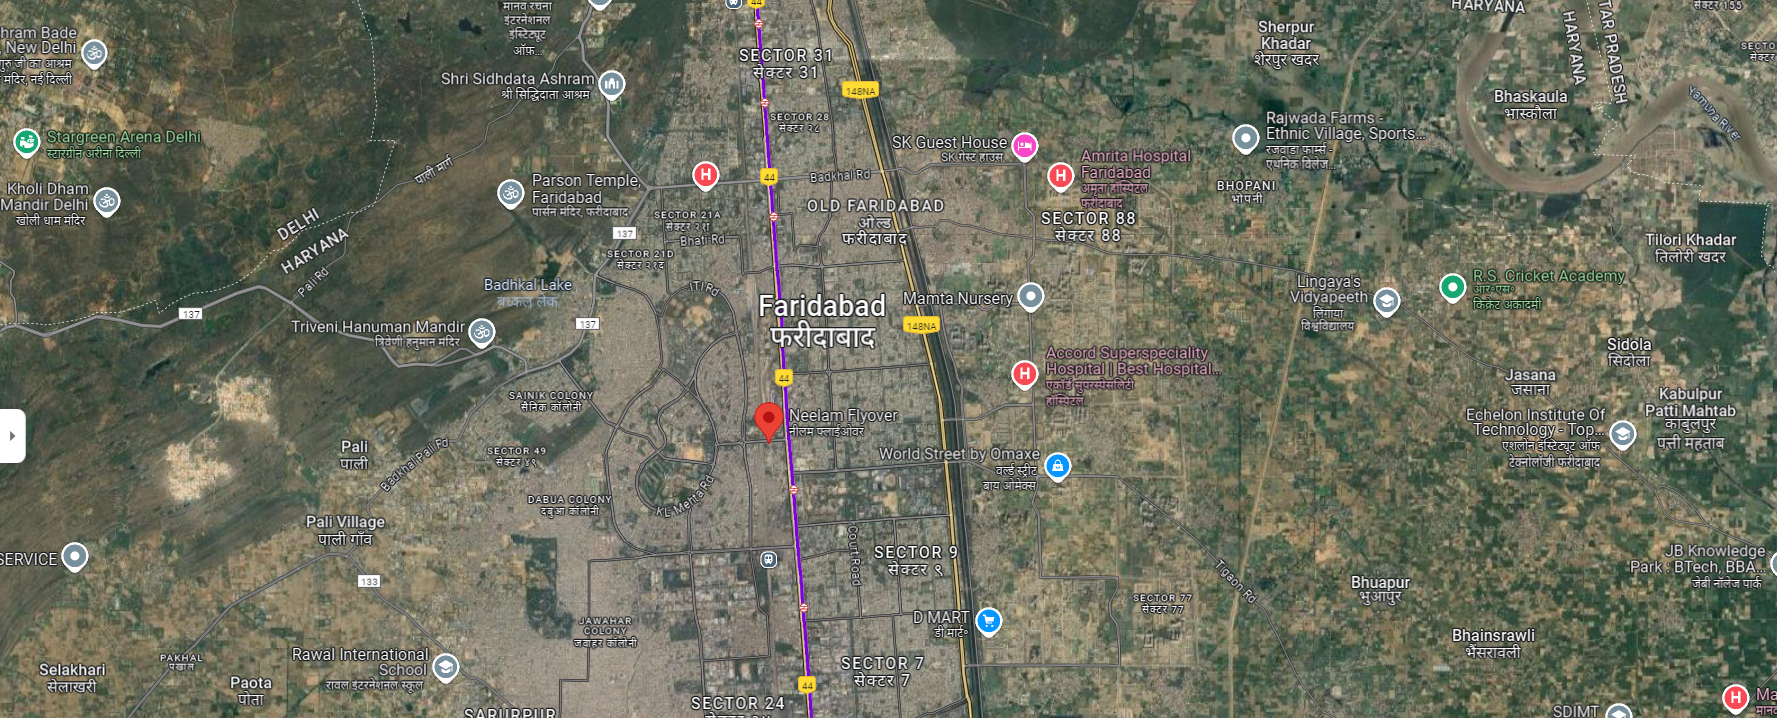 मानव रचना
इंटरनेशनल
इंस्टिट्यूट
ऑफ़...
44
HARYANA
सेक्टर 155
HARYANA
TAR PRADESH
hram Bade
, New Delhi
गुरु जी का आश्रम
मंदिर, नई दिल्ली
Shri Sidhdata Ashram
श्री सिद्धिदाता आश्रम
SECTOR 31
सेक्टर 31
148NA
Sherpur
Khadar
शेरपुर खदर
SECTO
सेक्टर
Bhaskaula
भास्कौला
Yamuna River
Stargreen Arena Delhi
स्टारग्रीन अरीना दिल्ली
SECTOR 28
सेक्टर २८
SK Guest House
SK गेस्ट हाउस
Rajwada Farms -
Ethnic Village, Sports...
रजवाड़ा फार्म्स -
एथनिक विलेज...
पाली मार्ग
Kholi Dham
Mandir Delhi
खोली धाम मंदिर
Parson Temple,
Faridabad
पार्सन मंदिर, फरीदाबाद
H
44
Badkhal Rd
H
Amrita Hospital
Faridabad
अमृता हॉस्पिटल
फरीदाबाद
BHOPANI
भोपनी
DELHI
HARYANA
Pali Rd
137
SECTOR 21A
सेक्टर २१ए
Bhati Rd
SECTOR 21D
सेक्टर २१द
OLD FARIDABAD
ओल्ड
फरीदाबाद
SECTOR 88
सेक्टर 88
Tilori Khadar
तिलोरी खदर
Badhkal Lake
बधकल लेक
ITI Rd
Faridabad
फरीदाबाद
Mamta Nursery
Lingaya's
Vidyapeeth
लिंगाया
विश्वविद्यालय
R.S. Cricket Academy
आर॰एस॰
क्रिकेट अकादमी
137
Triveni Hanuman Mandir
त्रिवेणी हनुमान मंदिर
137
148NA
Sidola
सिदोला
44
H
Accord Superspeciality
Hospital | Best Hospital...
एकॉर्ड सुपरस्पेसलिटी
हॉस्पिटल
Jasana
जसाना
Kabulpur
Patti Mahtab
काबुलपुर
पत्ती महताब
SAINIK COLONY
सैनिक कॉलोनी
Neelam Flyover
नीलम फ्लाईओवर
Echelon Institute Of
Technology - Top...
एशलोन इंस्टिट्यूट ऑफ़
टेक्नोलॉजी फरीदाबाद
Pali
पाली
Badkhal Pali Rd
SECTOR 49
सेक्टर ४९
World Street by Omaxe
वर्ल्ड स्ट्रीट
बाय ओमेक्स
DABUA COLONY
दबुआ कॉलोनी
KL Mehta Rd
Pali Village
पाली गाँव
Court Road
SECTOR 9
सेक्टर ९
SERVICE
133
Tigaon Rd
JB Knowledge
Park : BTech, BBA...
जेबी नॉलेज पार्क
Bhuapur
भुआपुर
SECTOR 77
सेक्टर 77
JAWAHAR
COLONY
जवाहर कॉलोनी
D MART
डी मार्ट॰
Bhainsrawli
भैंसरावली
Selakhari
सेलाखरी
PAKHAL
पखाल
Rawal International
School
रावल इंटरनेशनल स्कूल
Paota
पोता
SECTOR 7
सेक्टर 7
44
SECTOR 24
SARURPUR
SDIMT
H
Ma